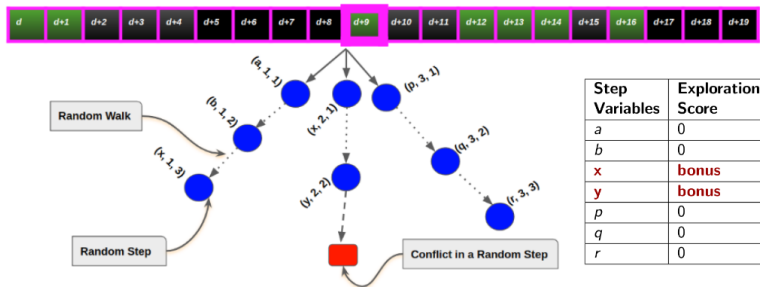 d d+1 d+2 d+3 d+4 d+5 d+6 d+7 d+8 d+9 d+10 d+11 d+12 d+13 d+14 d+15 d+16 d+17 d+18 d+19
(a, 1, 1)
(b, 1, 2)
(x, 1, 3)
(x, 2, 1)
(y, 2, 2)
(p, 3, 1)
(q, 3, 2)
(r, 3, 3)
Random Walk
Random Step
Conflict in a Random Step
Step Exploration
Variables Score
a 0
b 0
x bonus
y bonus
p 0
q 0
r 0